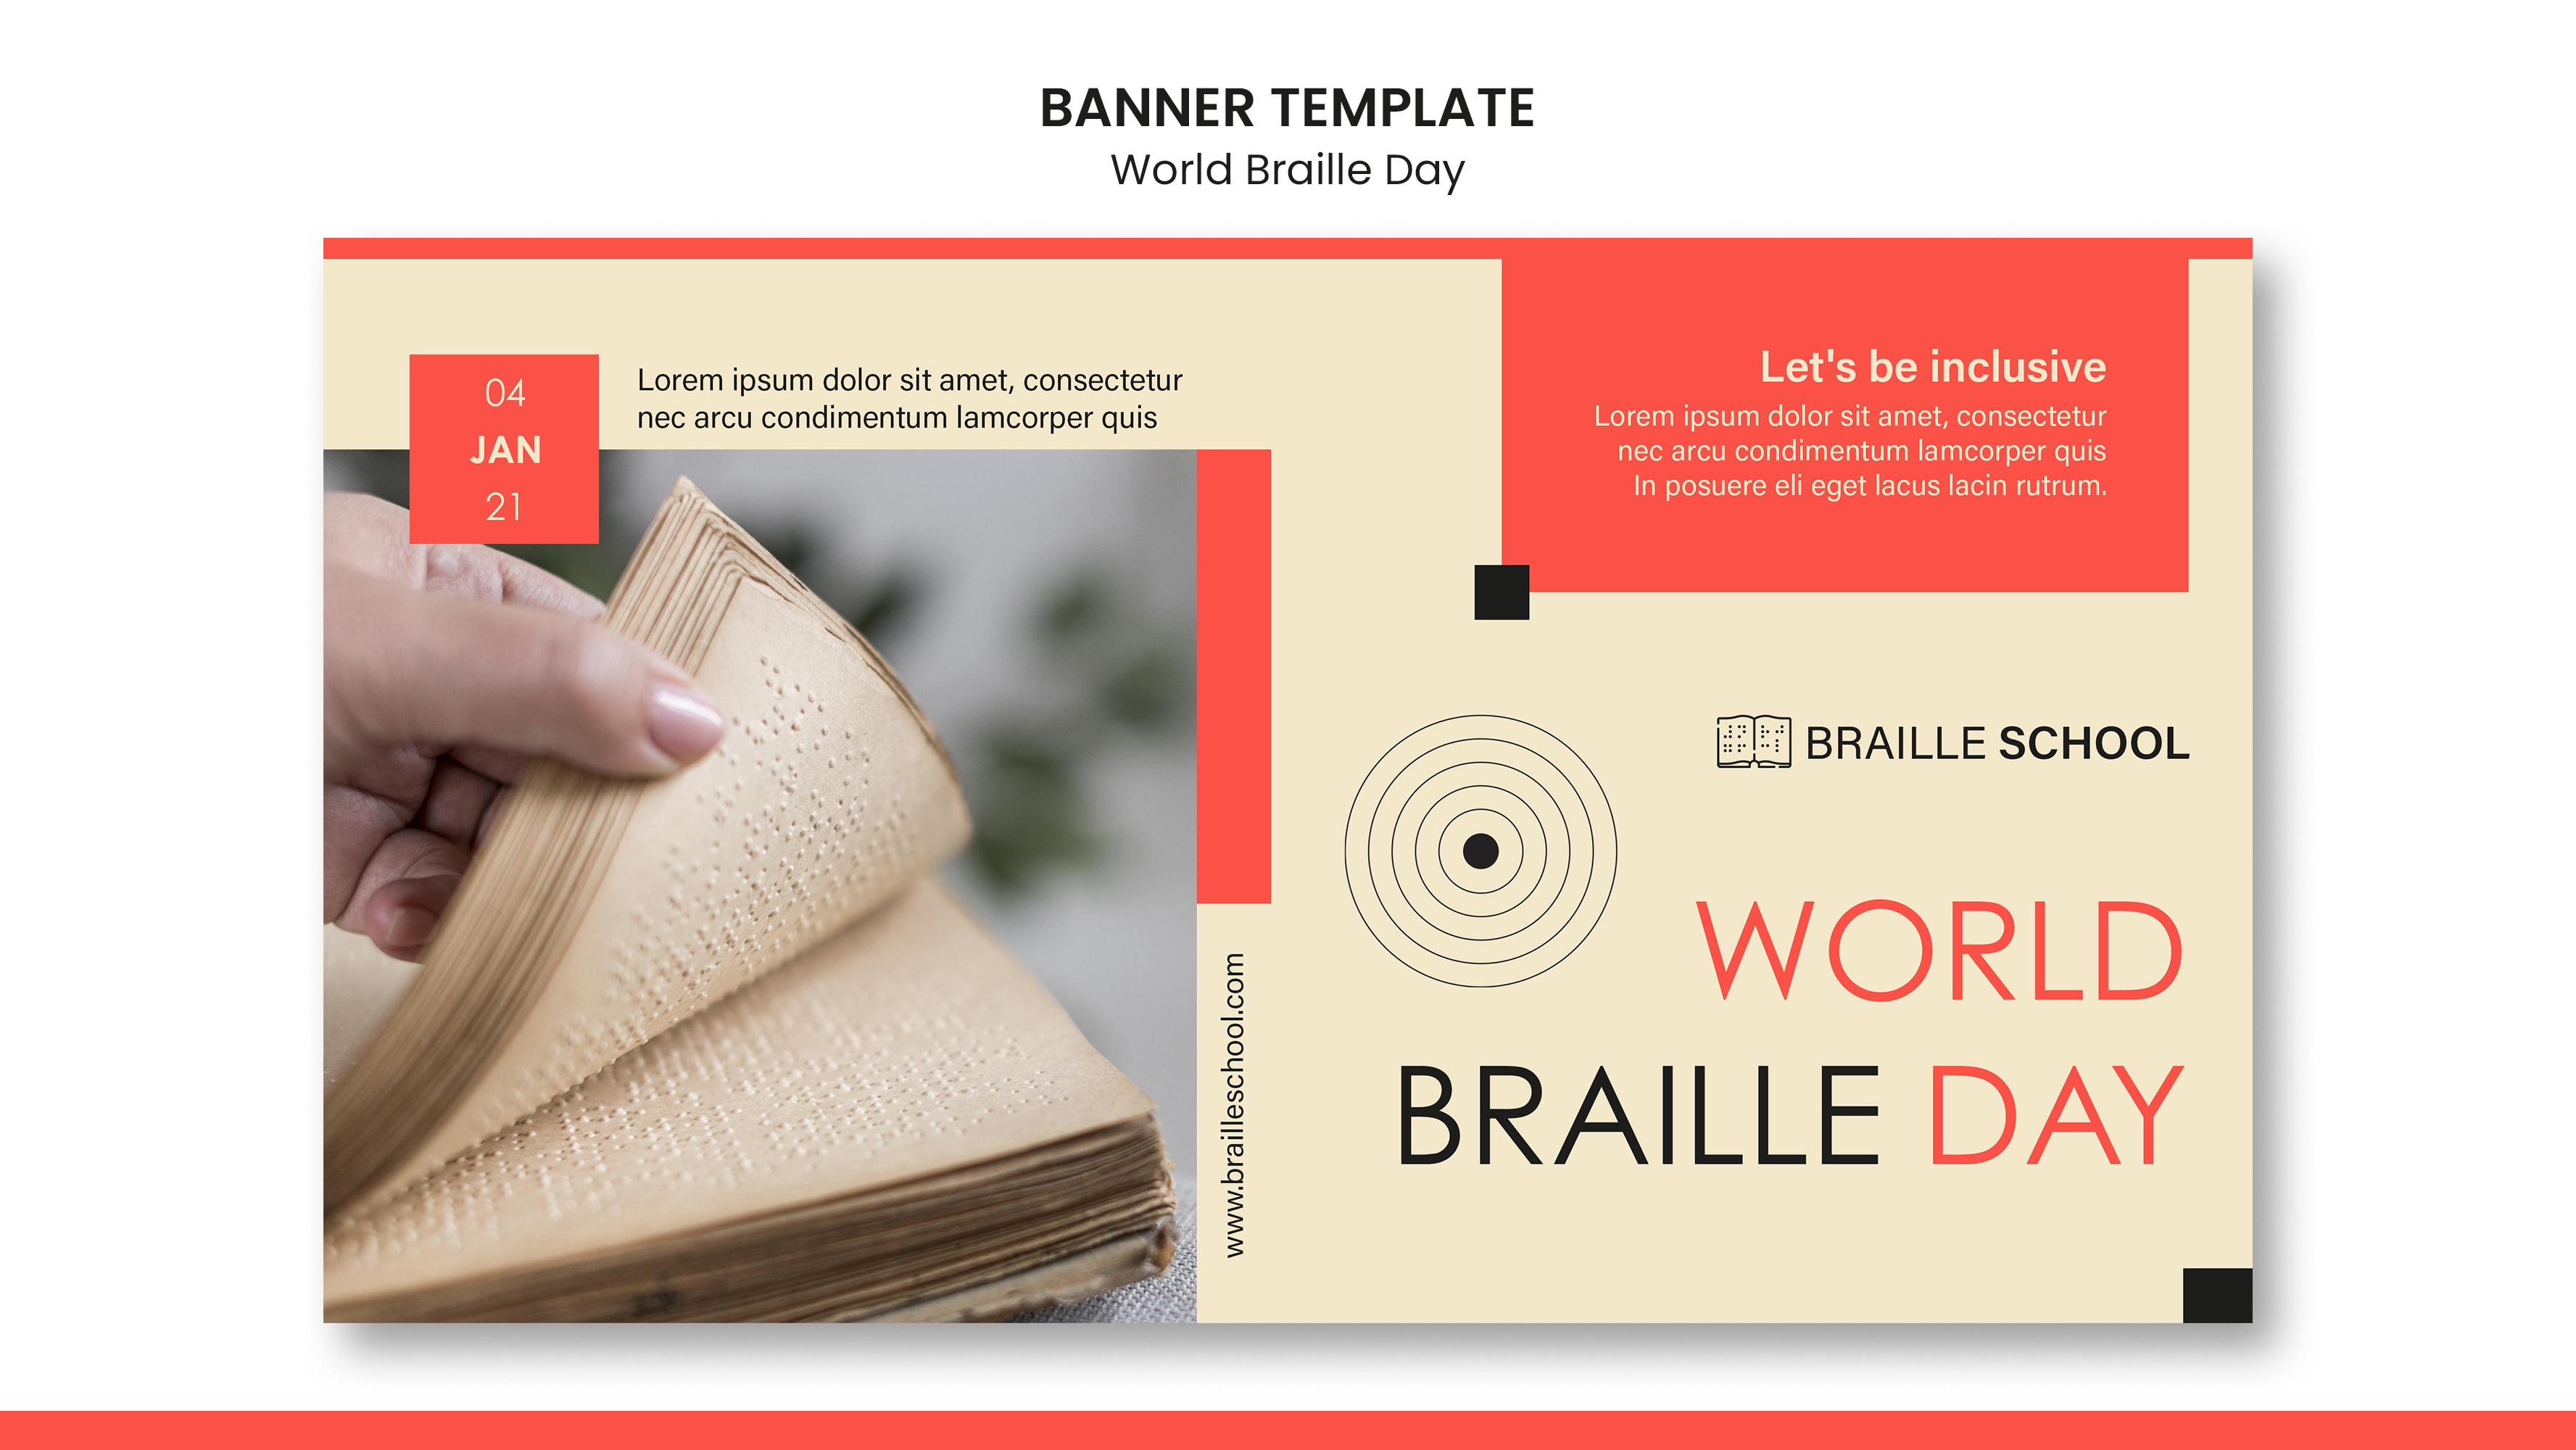 BANNER TEMPLATE
World Braille Day
04
JAN
21
Lorem ipsum dolor sit amet, consectetur
nec arcu condimentum lamcorper quis
Let's be inclusive
Lorem ipsum dolor sit amet, consectetur
nec arcu condimentum lamcorper quis
In posuere eli eget lacus lacin rutrum.
BRAILLE SCHOOL
WORLD
BRAILLE DAY
www.brailleschool.com